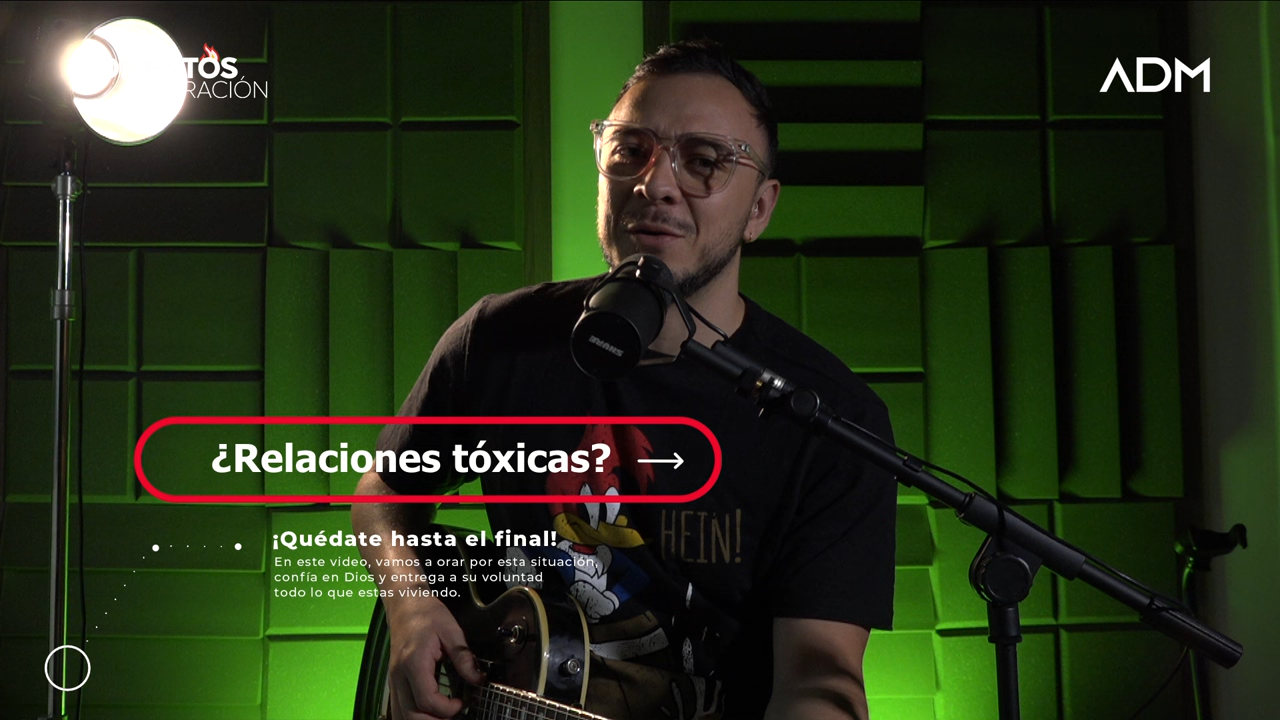 TOS
RACIÓN
ADM
SHURE
¿Relaciones tóxicas?
HEIN!
¡Quédate hasta el final!
En este video, vamos a orar por esta situación,
confía en Dios y entrega a su voluntad
todo lo que estas viviendo.